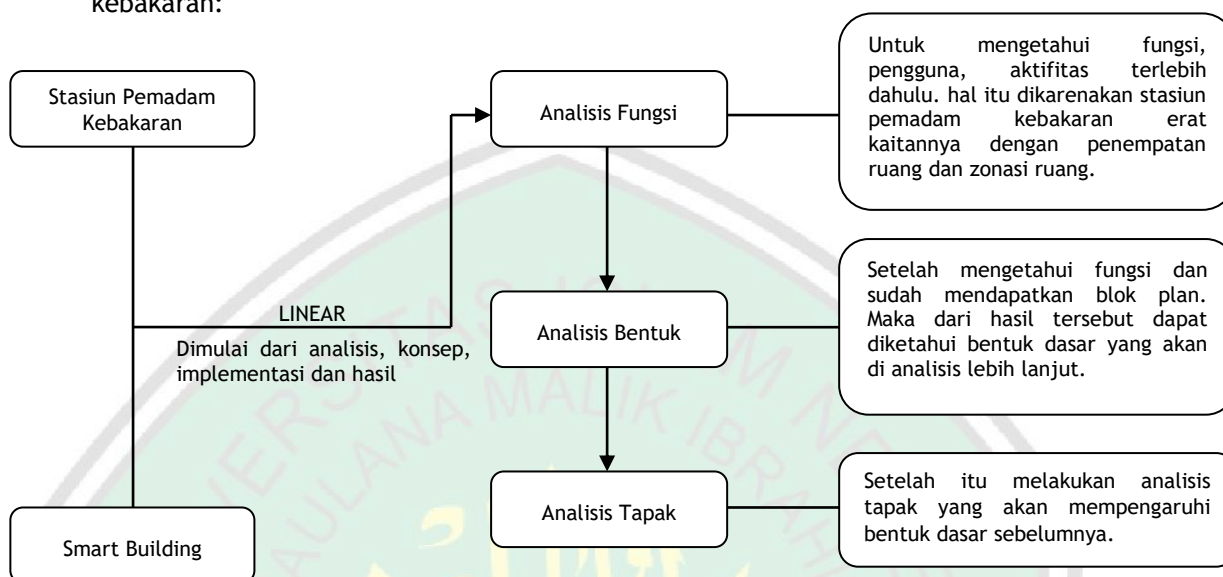 kebakaran:
Stasiun Pemadam
Kebakaran
LINEAR
Dimulai dari analisis, konsep,
implementasi dan hasil
Smart Building
Analisis Fungsi
Untuk mengetahui fungsi,
pengguna, aktifitas terlebih
dahulu. hal itu dikarenakan stasiun
pemadam kebakaran erat
kaitannya dengan penempatan
ruang dan zonasi ruang.
Analisis Bentuk
Setelah mengetahui fungsi dan
sudah mendapatkan blok plan.
Maka dari hasil tersebut dapat
diketahui bentuk dasar yang akan
di analisis lebih lanjut.
Analisis Tapak
Setelah itu melakukan analisis
tapak yang akan mempengaruhi
bentuk dasar sebelumnya.